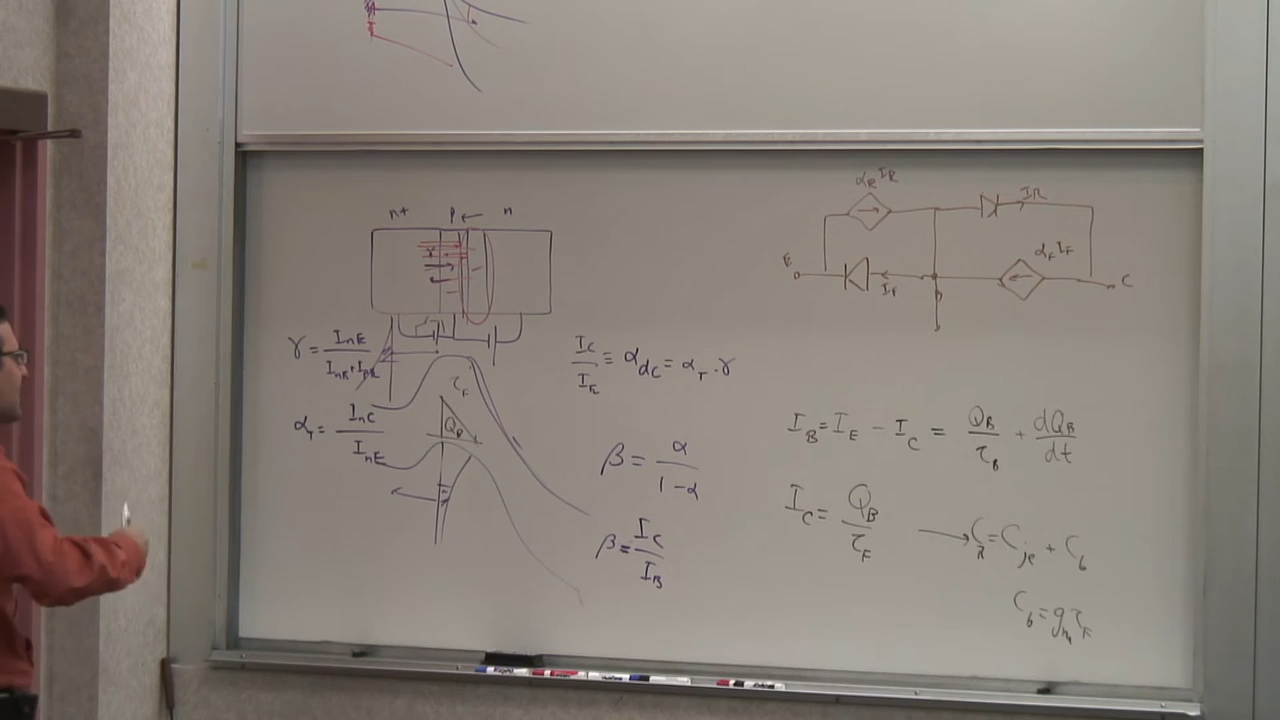 n+ P ← n
γ = InE / (InE + IpE)
αT = InC / InE
τF
QB
IC / IE ≡ αdc = αT . γ
β = α / (1 - α)
β = IC / IB
αR IR
IR
E
IF
αF IF
C
IB = IE - IC = QB / τB + dQB / dt
IC = QB / τF → Cπ = Cje + Cb
Cb = gm τF